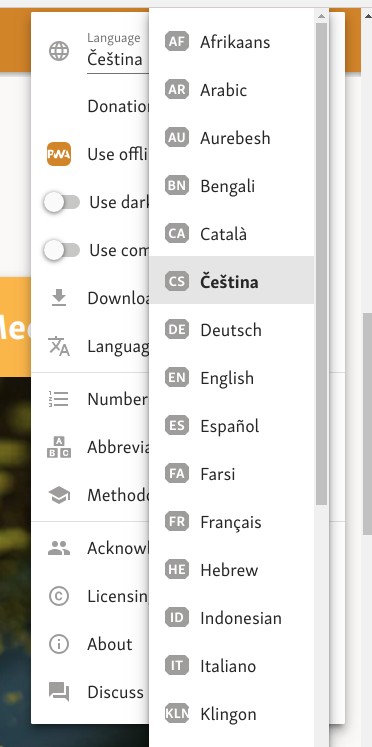 Language
Čeština
Donation
PWA
Use offli
Use dark
Use com
Downloa
Languag
Number
Abbrevia
Methodo
Acknowl
Licensin
About
Discuss
AF Afrikaans
AR Arabic
AU Aurebesh
BN Bengali
CA Català
CS Čeština
DE Deutsch
EN English
ES Español
FA Farsi
FR Français
HE Hebrew
ID Indonesian
IT Italiano
KLN Klingon